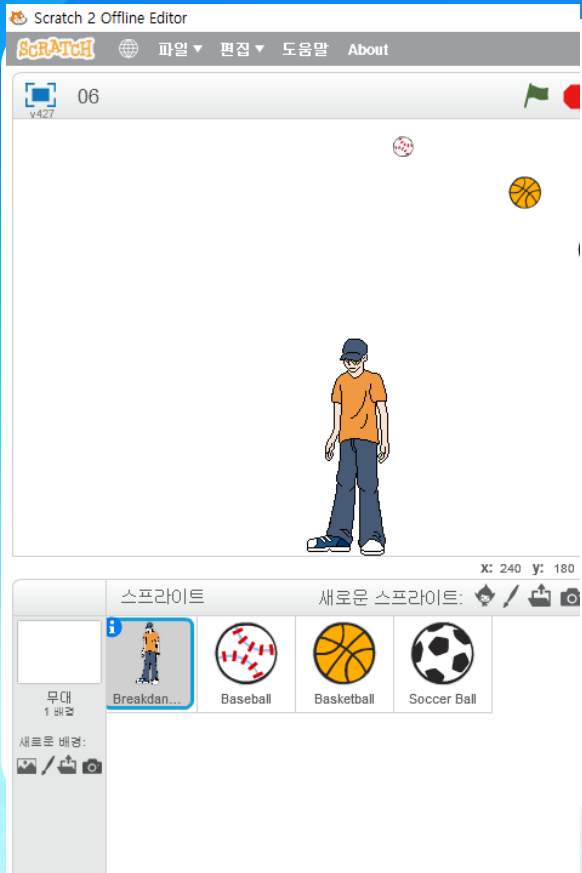 Scratch 2 Offline Editor
SCRATCH 파일 편집 도움말 About
06
v427
X: 240 y: 180
스프라이트 새로운 스프라이트:
Breakdan... Baseball Basketball Soccer Ball
무대
1 배경
새로운 배경: